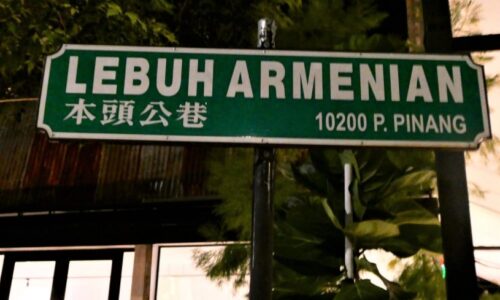 LEBUH ARMENIAN
本頭公巷 10200 P. PINANG